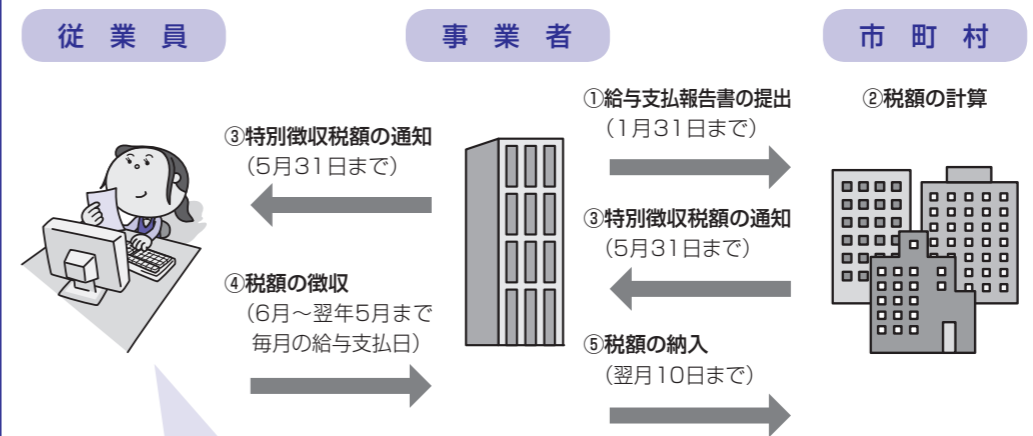 従業員
事業者
市町村
①給与支払報告書の提出
（1月31日まで）
②税額の計算
③特別徴収税額の通知
（5月31日まで）
③特別徴収税額の通知
（5月31日まで）
④税額の徴収
（6月～翌年5月まで
毎月の給与支払日）
⑤税額の納入
（翌月10日まで）